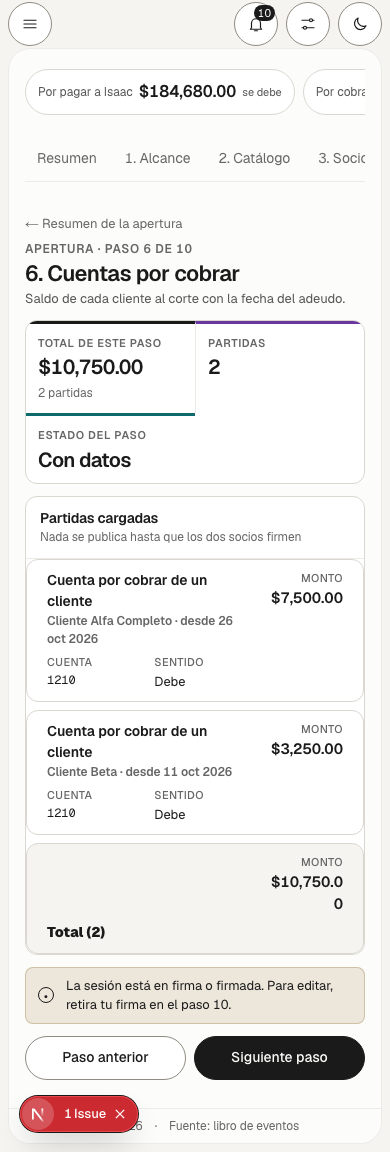 10
Por pagar a Isaac $184,680.00 se debe
Por cobra
Resumen 1. Alcance 2. Catálogo 3. Socio
← Resumen de la apertura
APERTURA · PASO 6 DE 10
6. Cuentas por cobrar
Saldo de cada cliente al corte con la fecha del adeudo.
TOTAL DE ESTE PASO
$10,750.00
2 partidas
PARTIDAS
2
ESTADO DEL PASO
Con datos
Partidas cargadas
Nada se publica hasta que los dos socios firmen
Cuenta por cobrar de un
cliente
Cliente Alfa Completo · desde 26
oct 2026
MONTO
$7,500.00
CUENTA SENTIDO
1210 Debe
Cuenta por cobrar de un
cliente
Cliente Beta · desde 11 oct 2026
MONTO
$3,250.00
CUENTA SENTIDO
1210 Debe
MONTO
$10,750.0
0
Total (2)
La sesión está en firma o firmada. Para editar,
retira tu firma en el paso 10.
Paso anterior Siguiente paso
N 1 Issue
26 · Fuente: libro de eventos